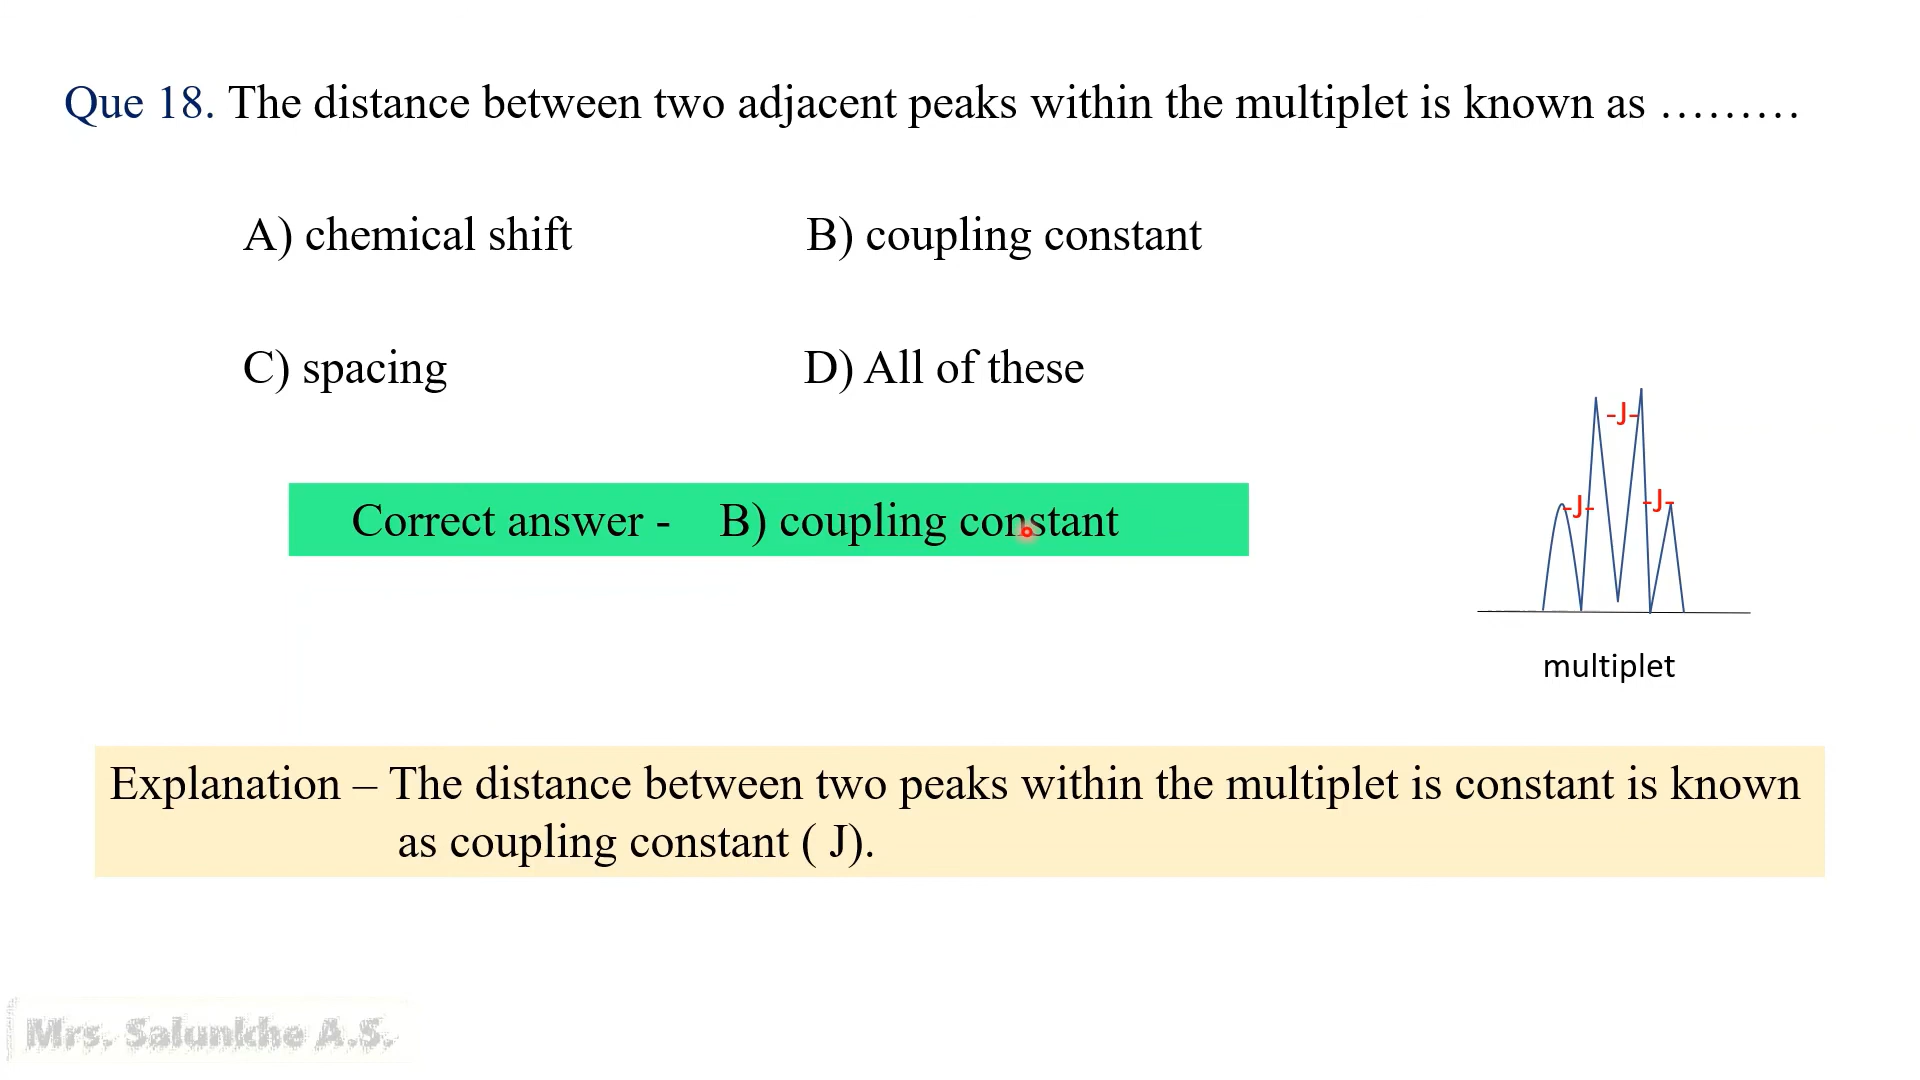 Que 18. The distance between two adjacent peaks within the multiplet is known as ………
A) chemical shift B) coupling constant
C) spacing D) All of these
-J-
-J- -J-
Correct answer - B) coupling constant
multiplet
Explanation – The distance between two peaks within the multiplet is constant is known
as coupling constant ( J).
Mrs. Salunkhe A.S.